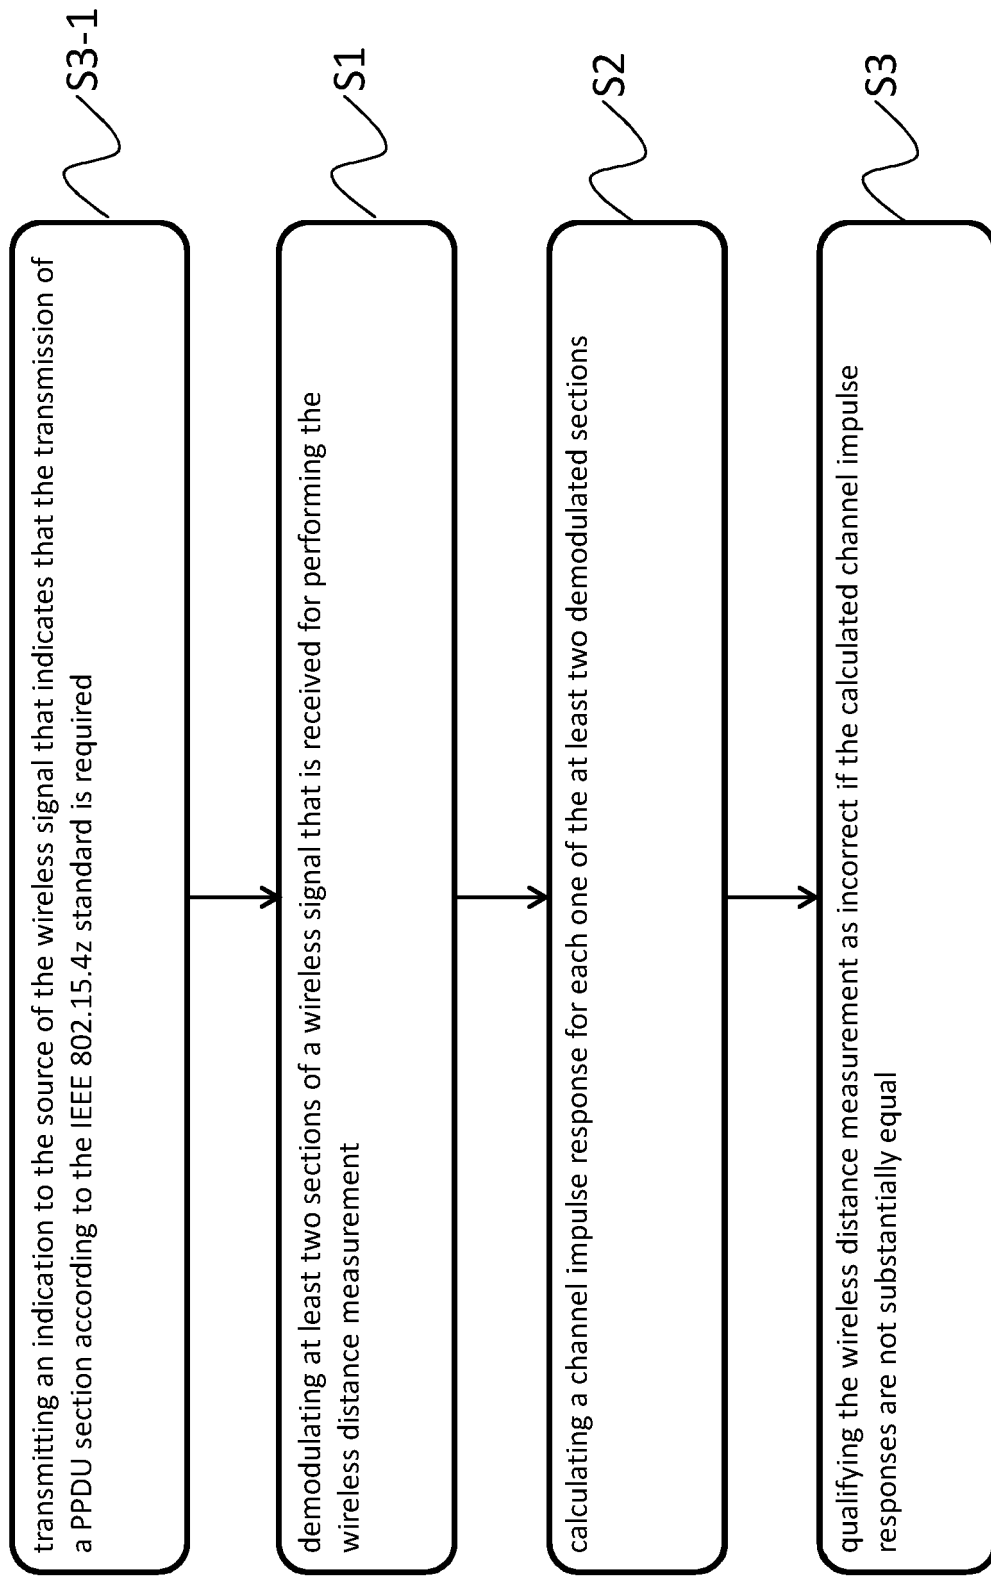 transmitting an indication to the source of the wireless signal that indicates that the transmission of
a PPDU section according to the IEEE 802.15.4z standard is required
S3-1
demodulating at least two sections of a wireless signal that is received for performing the
wireless distance measurement
S1
calculating a channel impulse response for each one of the at least two demodulated sections
S2
qualifying the wireless distance measurement as incorrect if the calculated channel impulse
responses are not substantially equal
S3